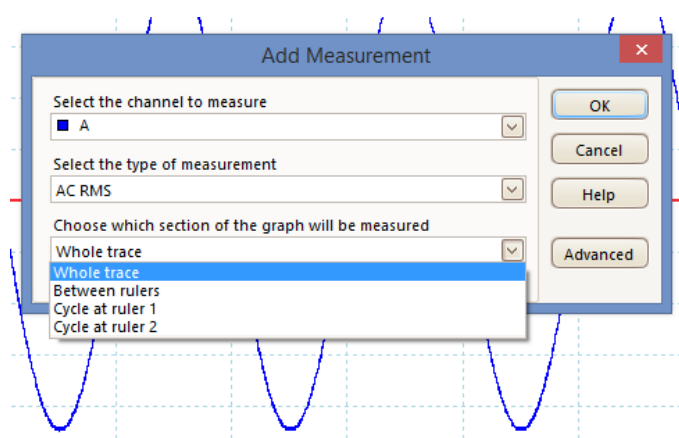 Add Measurement
Select the channel to measure
A
Select the type of measurement
AC RMS
Choose which section of the graph will be measured
Whole trace
Whole trace
Between rulers
Cycle at ruler 1
Cycle at ruler 2
OK
Cancel
Help
Advanced